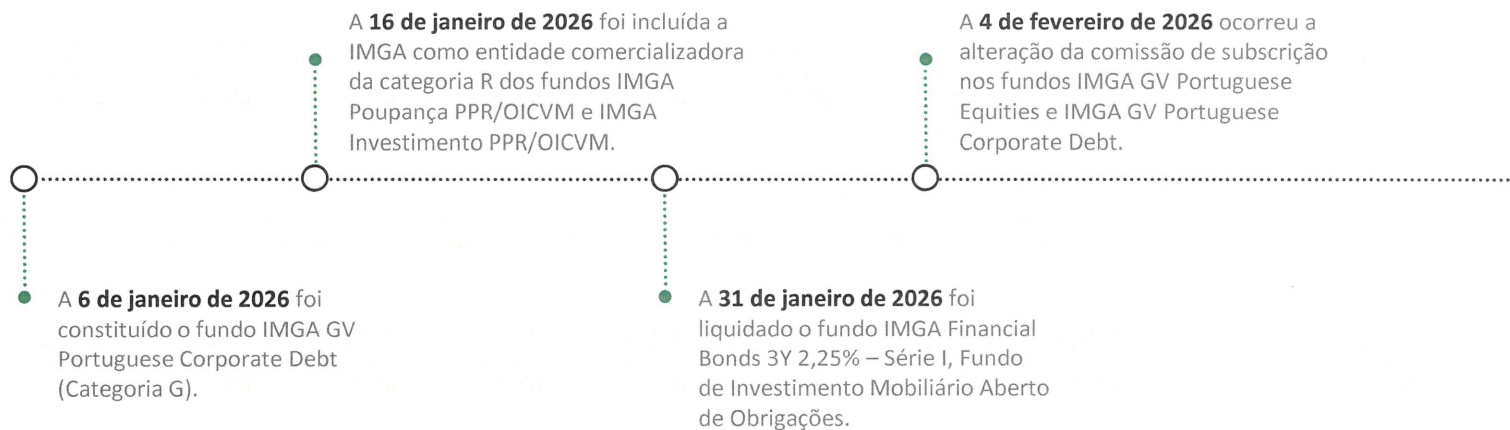 A 16 de janeiro de 2026 foi incluída a
IMGA como entidade comercializadora
da categoria R dos fundos IMGA
Poupança PPR/OICVM e IMGA
Investimento PPR/OICVM.
A 4 de fevereiro de 2026 ocorreu a
alteração da comissão de subscrição
nos fundos IMGA GV Portuguese
Equities e IMGA GV Portuguese
Corporate Debt.
A 6 de janeiro de 2026 foi
constituído o fundo IMGA GV
Portuguese Corporate Debt
(Categoria G).
A 31 de janeiro de 2026 foi
liquidado o fundo IMGA Financial
Bonds 3Y 2,25% – Série I, Fundo
de Investimento Mobiliário Aberto
de Obrigações.